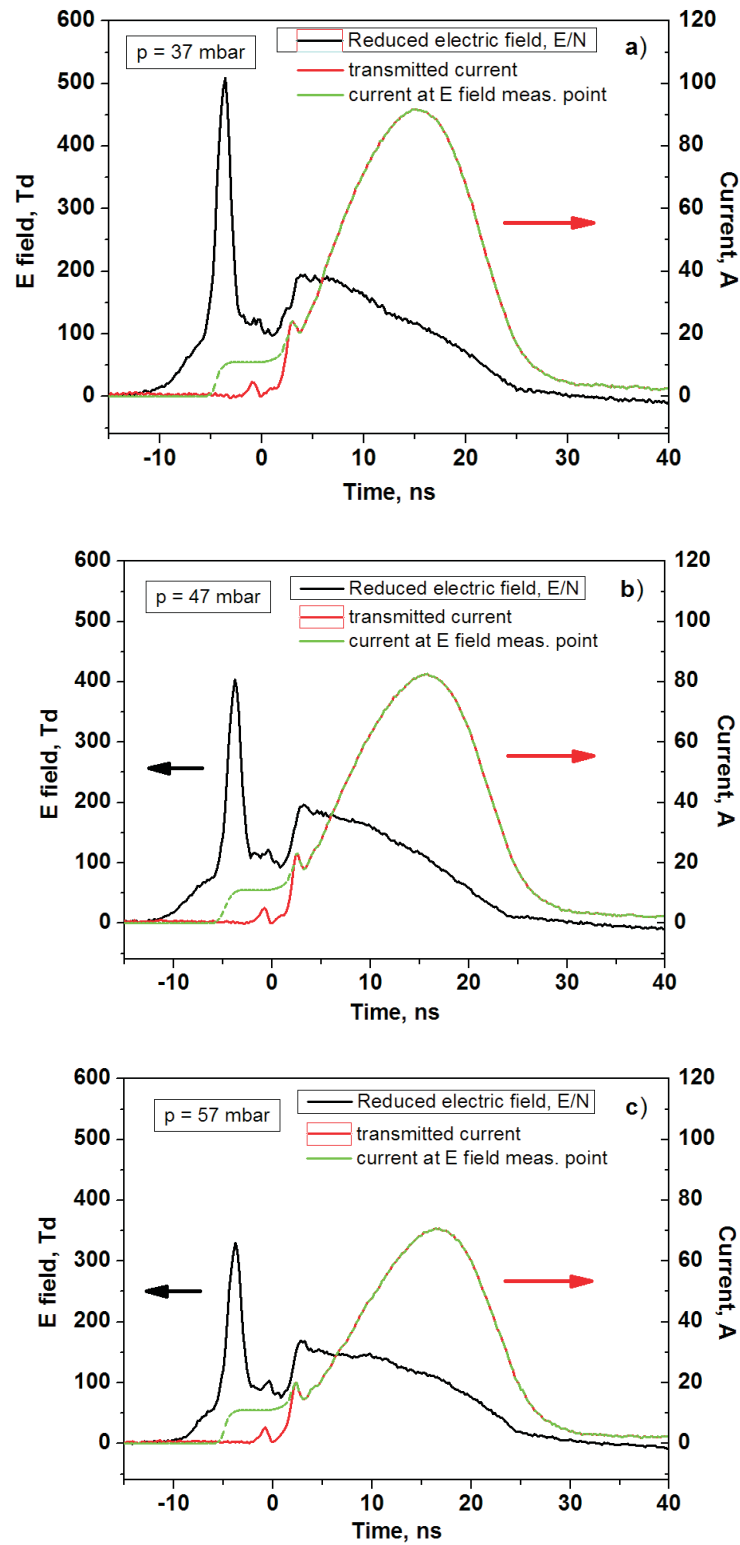 p = 37 mbar
Reduced electric field, E/N
a)
transmitted current
current at E field meas. point
600
500
400
300
200
100
0
E field, Td
120
100
80
60
40
20
0
Current, A
-10 0 10 20 30 40
Time, ns
p = 47 mbar
Reduced electric field, E/N
b)
transmitted current
current at E field meas. point
600
500
400
300
200
100
0
E field, Td
120
100
80
60
40
20
0
Current, A
-10 0 10 20 30 40
Time, ns
p = 57 mbar
Reduced electric field, E/N
c)
transmitted current
current at E field meas. point
600
500
400
300
200
100
0
E field, Td
120
100
80
60
40
20
0
Current, A
-10 0 10 20 30 40
Time, ns